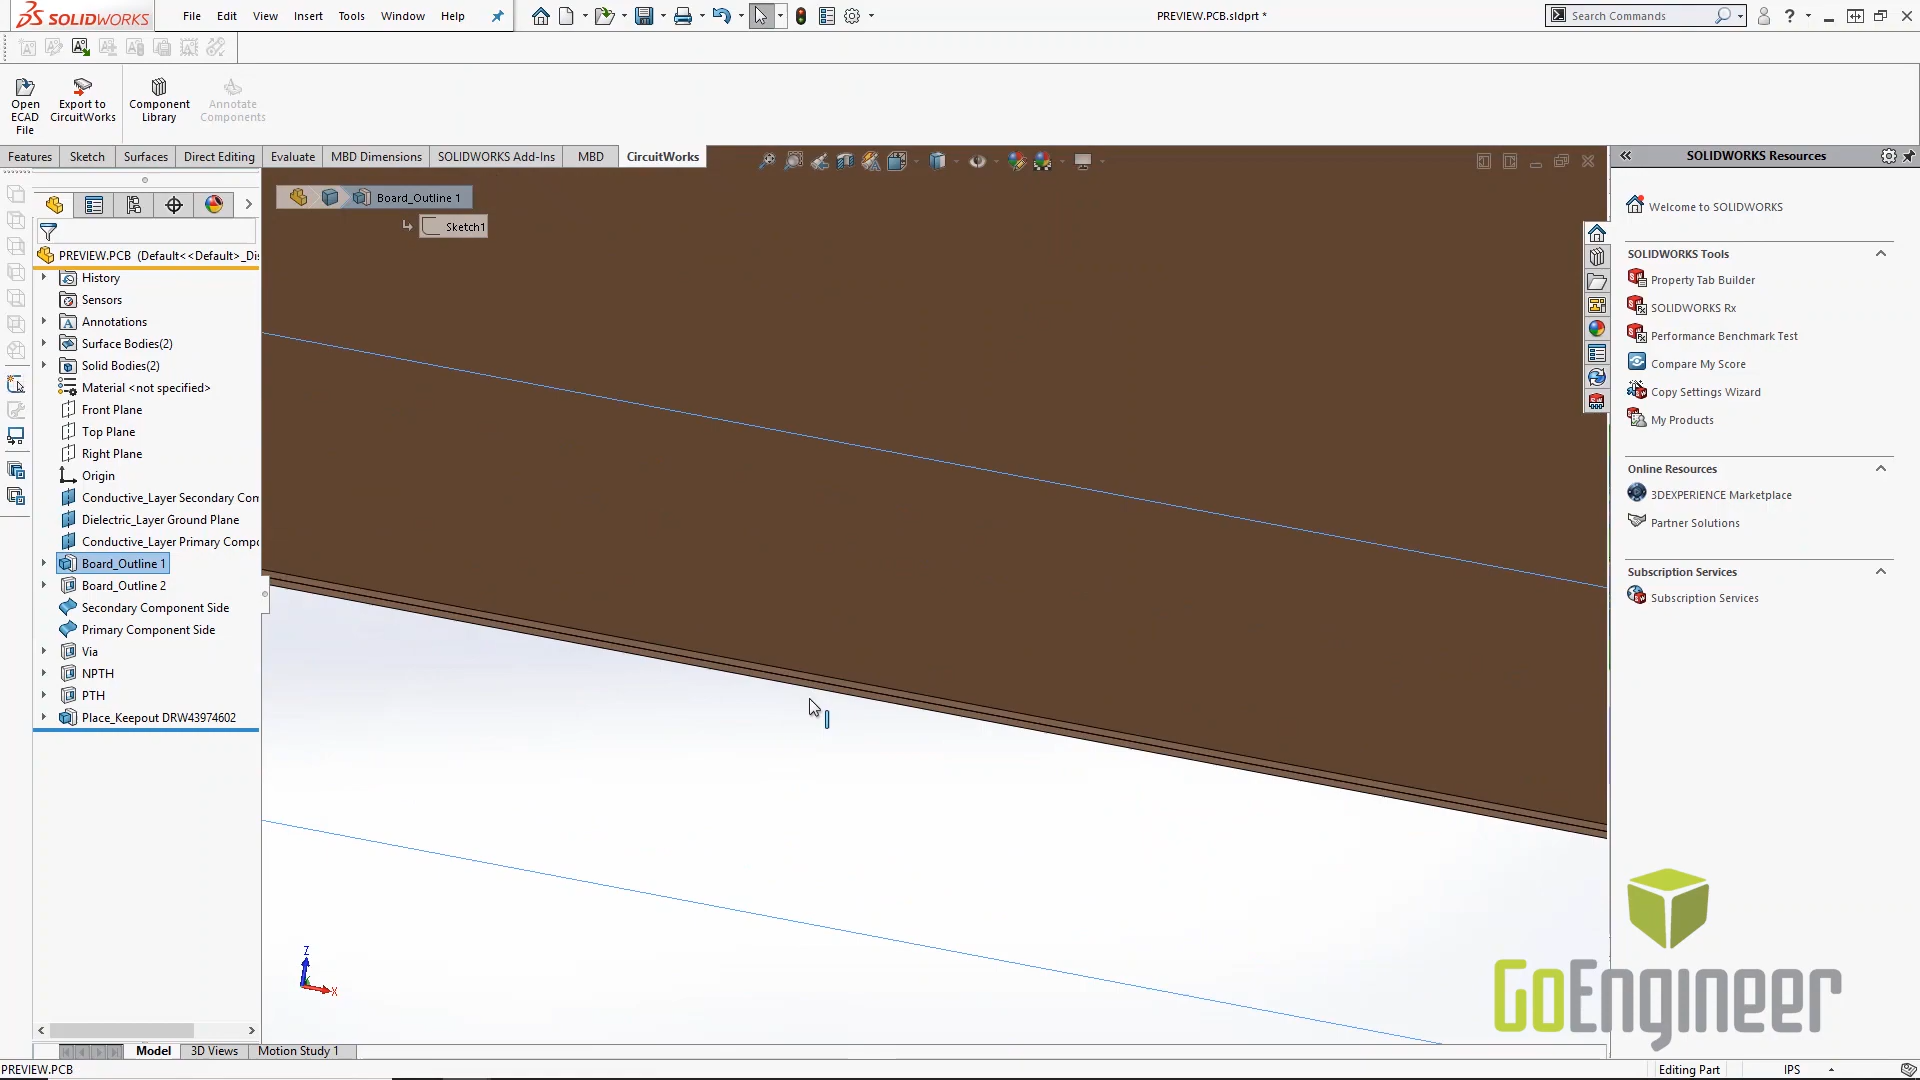 SOLIDWORKS
File Edit View Insert Tools Window Help
PREVIEW.PCB.sldprt *
Search Commands
?
Open ECAD File
Export to CircuitWorks
Component Library
Annotate Components
Features Sketch Surfaces Direct Editing Evaluate MBD Dimensions SOLIDWORKS Add-Ins MBD CircuitWorks
Board_Outline 1
Sketch1
PREVIEW.PCB (Default<<Default>_Di
History
Sensors
Annotations
Surface Bodies(2)
Solid Bodies(2)
Material <not specified>
Front Plane
Top Plane
Right Plane
Origin
Conductive_Layer Secondary Con
Dielectric_Layer Ground Plane
Conductive_Layer Primary Compo
Board_Outline 1
Board_Outline 2
Secondary Component Side
Primary Component Side
Via
NPTH
PTH
Place_Keepout DRW43974602
Z
X
Model 3D Views Motion Study 1
PREVIEW.PCB
Editing Part
IPS
SOLIDWORKS Resources
Welcome to SOLIDWORKS
SOLIDWORKS Tools
Property Tab Builder
SOLIDWORKS Rx
Performance Benchmark Test
Compare My Score
Copy Settings Wizard
My Products
Online Resources
3DEXPERIENCE Marketplace
Partner Solutions
Subscription Services
Subscription Services
GoEngineer